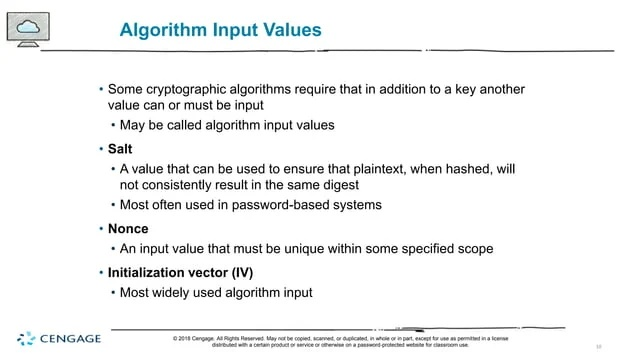 Algorithm Input Values
• Some cryptographic algorithms require that in addition to a key another
value can or must be input
• May be called algorithm input values
• Salt
• A value that can be used to ensure that plaintext, when hashed, will
not consistently result in the same digest
• Most often used in password-based systems
• Nonce
• An input value that must be unique within some specified scope
• Initialization vector (IV)
• Most widely used algorithm input
CENGAGE
© 2018 Cengage. All Rights Reserved. May not be copied, scanned, or duplicated, in whole or in part, except for use as permitted in a license
distributed with a certain product or service or otherwise on a password-protected website for classroom use.